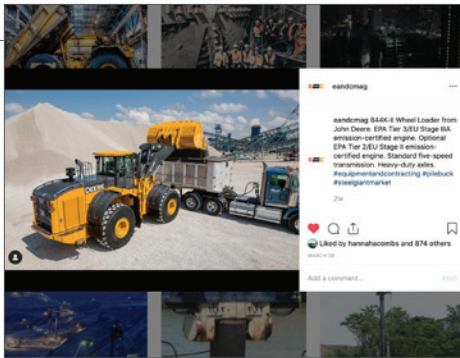 DEERE
eandcmag
eandcmag 844K-II Wheel Loader from
John Deere. EPA Tier 3/EU Stage IIIA
emission-certified engine. Optional
EPA Tier 2/EU Stage II emission-
certified engine. Standard five-speed
transmission. Heavy-duty axles.
#equipmentandcontracting #pilebuck
#steelgiantmarket
2w
Liked by hannahacombs and 874 others
MARCH 28
Add a comment...
Post